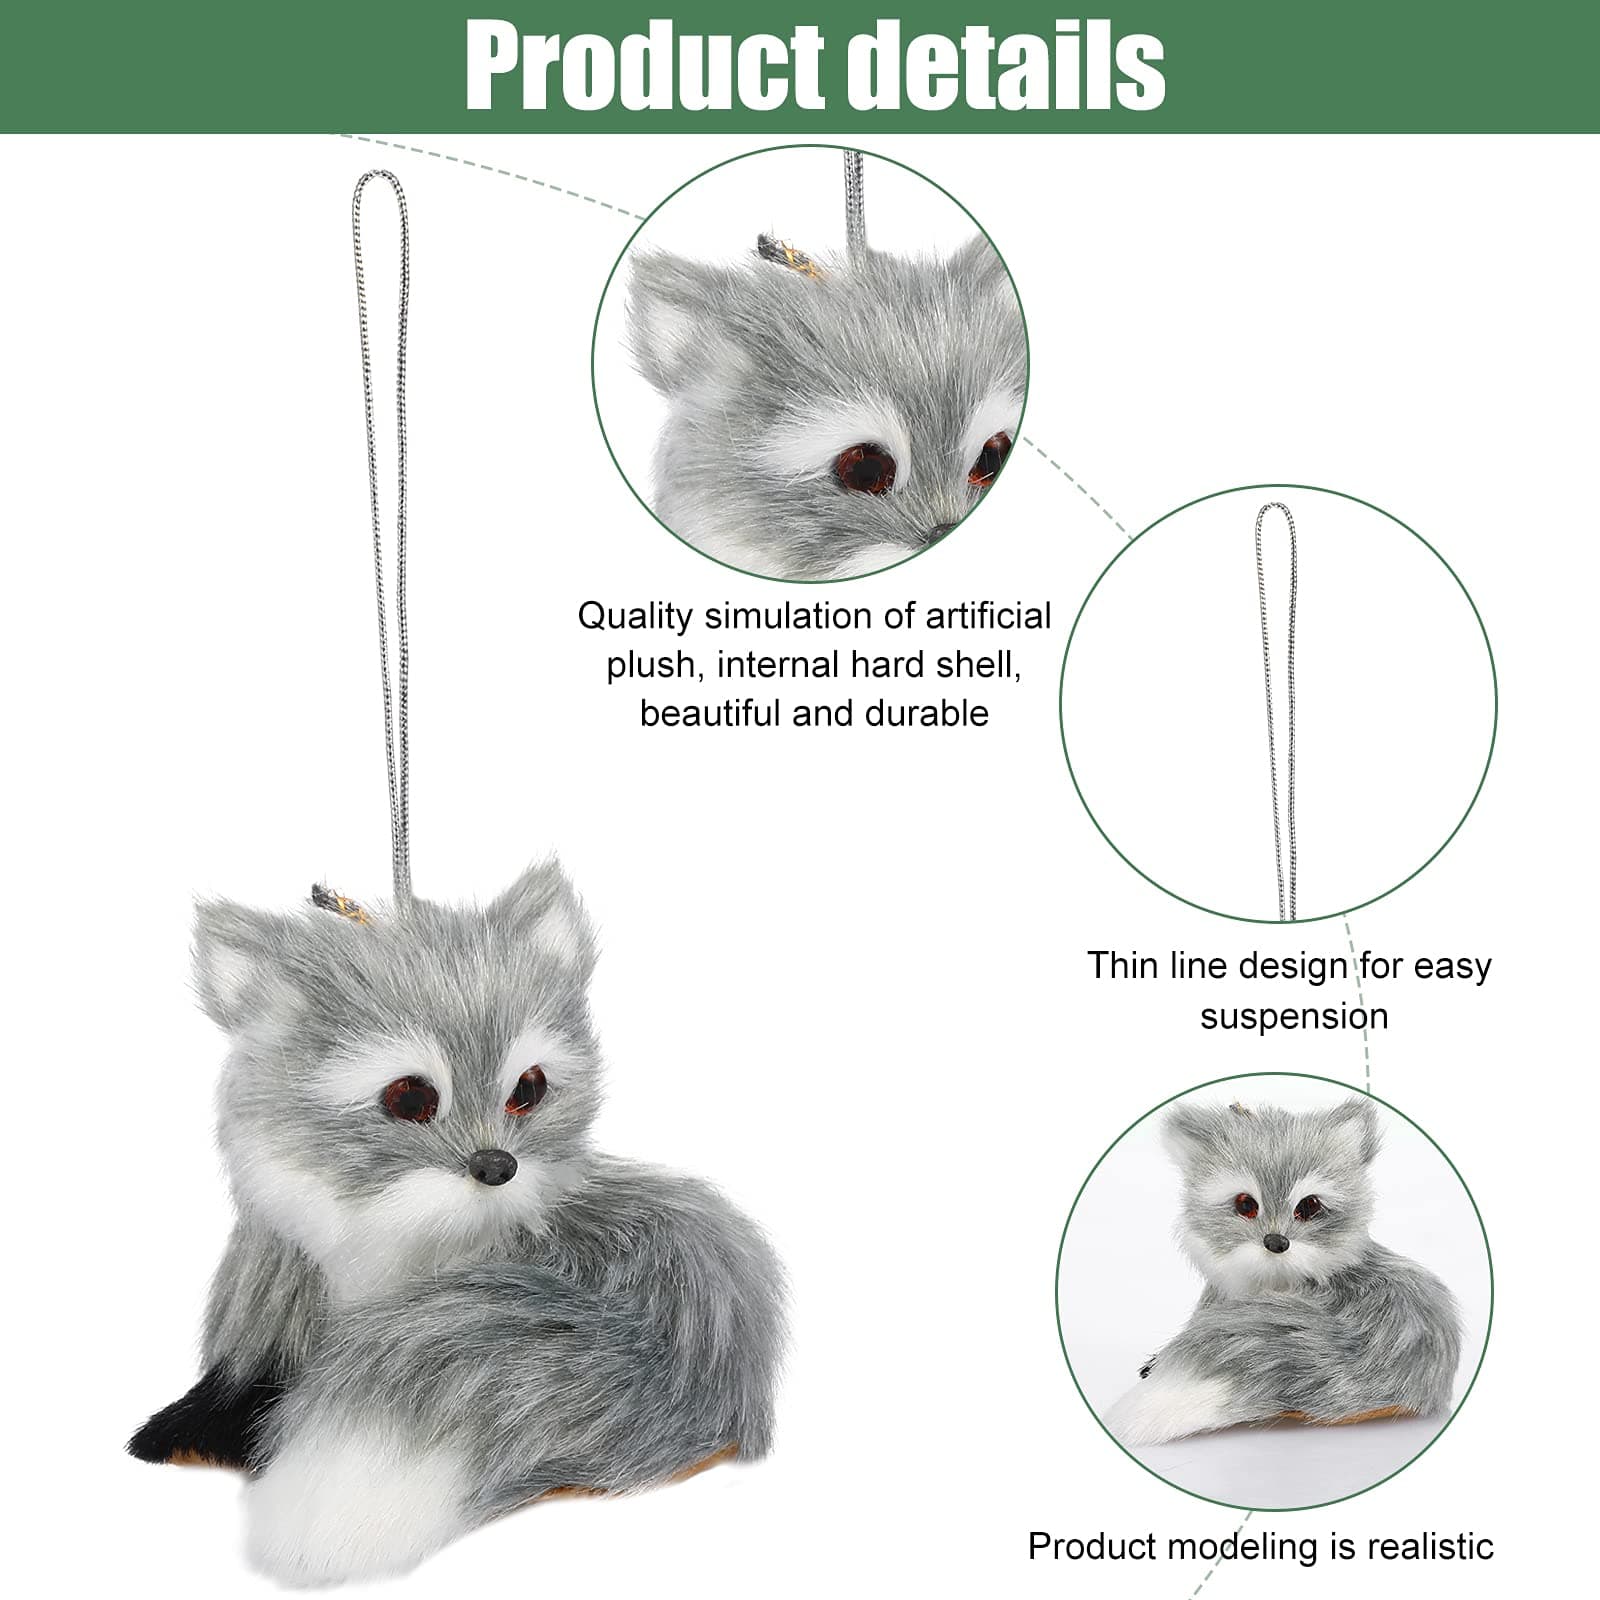 Product details
Quality simulation of artificial
plush, internal hard shell,
beautiful and durable
Thin line design for easy
suspension
Product modeling is realistic